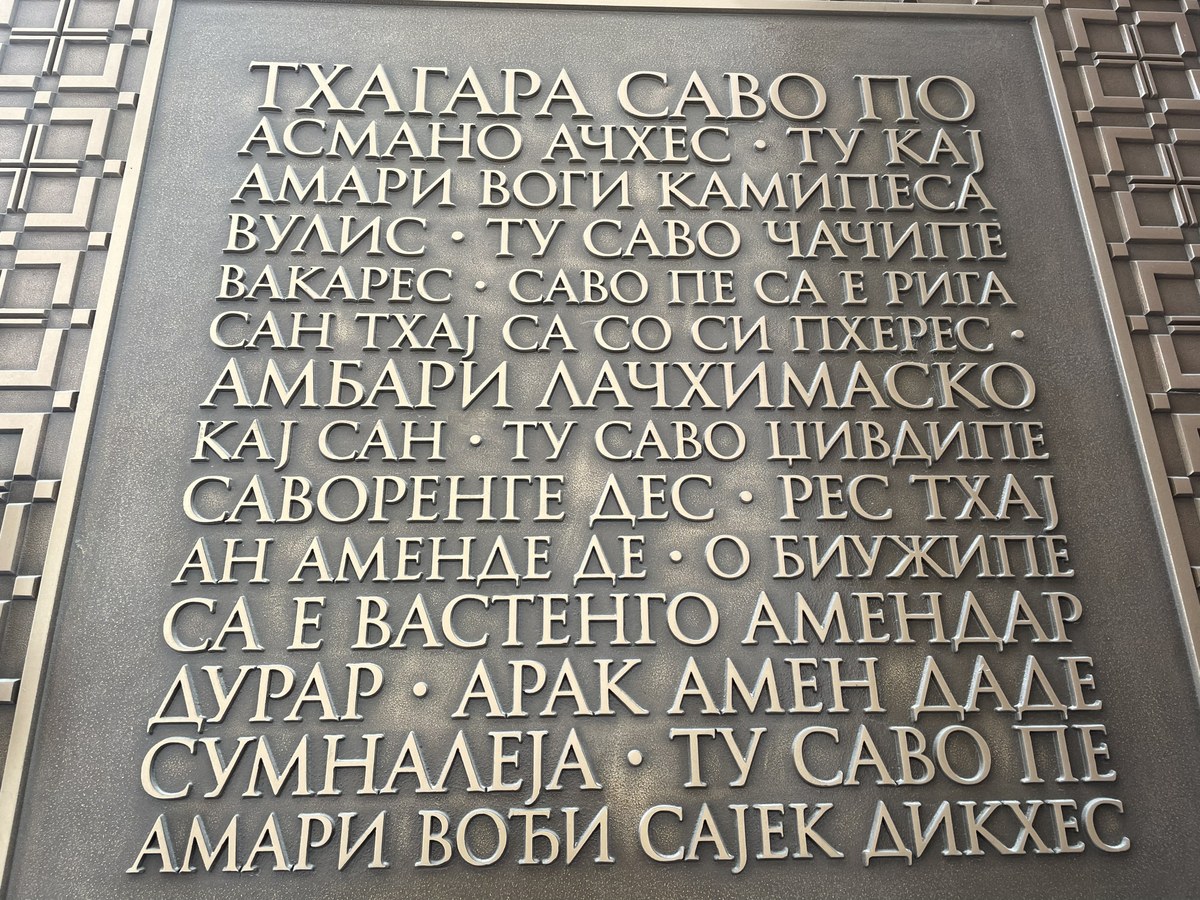 ТХАГАРА САВО ПО
АСМАНО АЧХЕС · ТУ КАЈ
АМАРИ ВОГИ КАМИПЕСА
ВУЛИС · ТУ САВО ЧАЧИПЕ
ВАКАРЕС · САВО ПЕ СА Е РИГА
САН ТХАЈ СА СО СИ ПХЕРЕС ·
АМБАРИ ЛАЧХИМАСКО
КАЈ САН · ТУ САВО ЏИВДИПЕ
САВОРЕНГЕ ДЕС · РЕС ТХАЈ
АН АМЕНДЕ ДЕ · О БИУЖИПЕ
СА Е ВАСТЕНГО АМЕНДАР
ДУРАР · АРАК АМЕН ДАДЕ
СУМНАЛЕЈА · ТУ САВО ПЕ
АМАРИ ВОЂИ САЈЕК ДИКХЕС